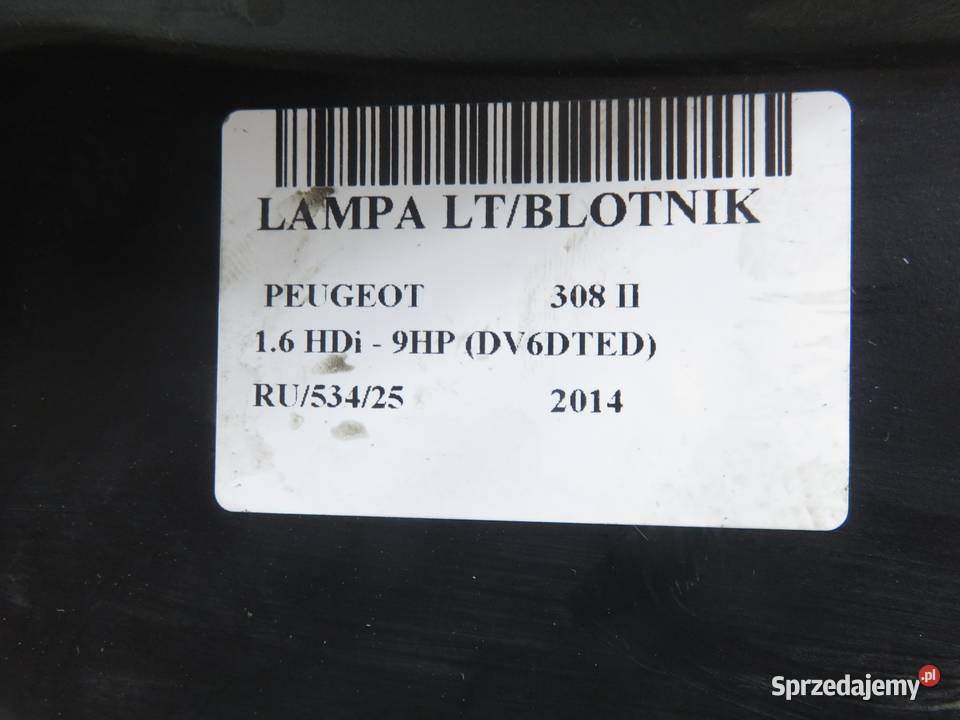 LAMPA LT/BLOTNIK
PEUGEOT 308 II
1.6 HDi - 9HP (DV6DTED)
RU/534/25 2014
Sprzedajemy.pl